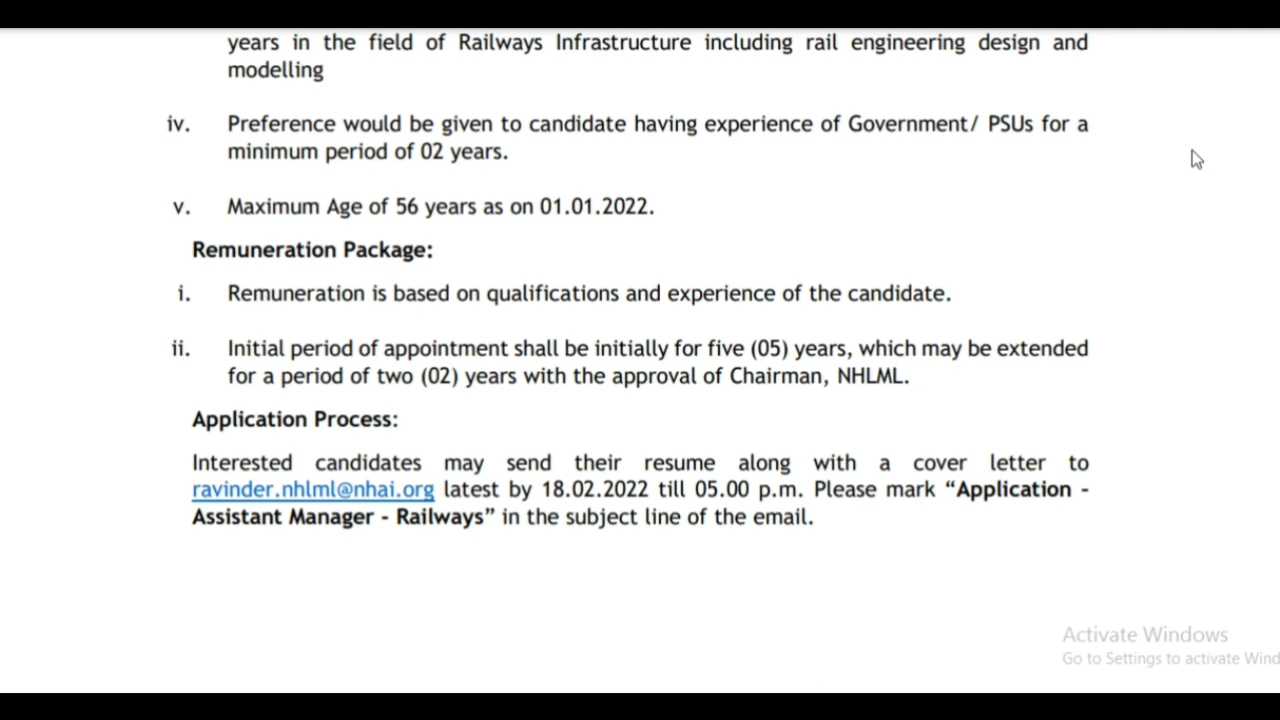 years in the field of Railways Infrastructure including rail engineering design and
modelling
iv. Preference would be given to candidate having experience of Government/ PSUs for a
minimum period of 02 years.
v. Maximum Age of 56 years as on 01.01.2022.
Remuneration Package:
i. Remuneration is based on qualifications and experience of the candidate.
ii. Initial period of appointment shall be initially for five (05) years, which may be extended
for a period of two (02) years with the approval of Chairman, NHLML.
Application Process:
Interested candidates may send their resume along with a cover letter to
ravinder.nhlml@nhai.org latest by 18.02.2022 till 05.00 p.m. Please mark “Application -
Assistant Manager - Railways” in the subject line of the email.
Activate Windows
Go to Settings to activate Wind